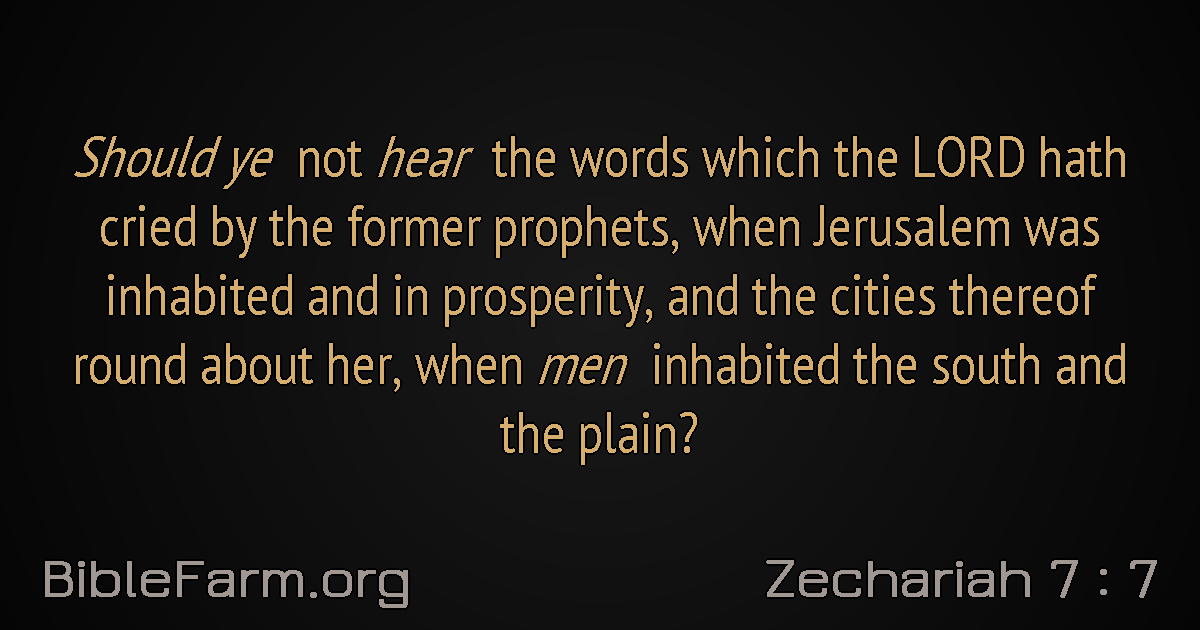 Should ye not hear the words which the LORD hath
cried by the former prophets, when Jerusalem was
inhabited and in prosperity, and the cities thereof
round about her, when men inhabited the south and
the plain?
BibleFarm.org
Zechariah 7 : 7